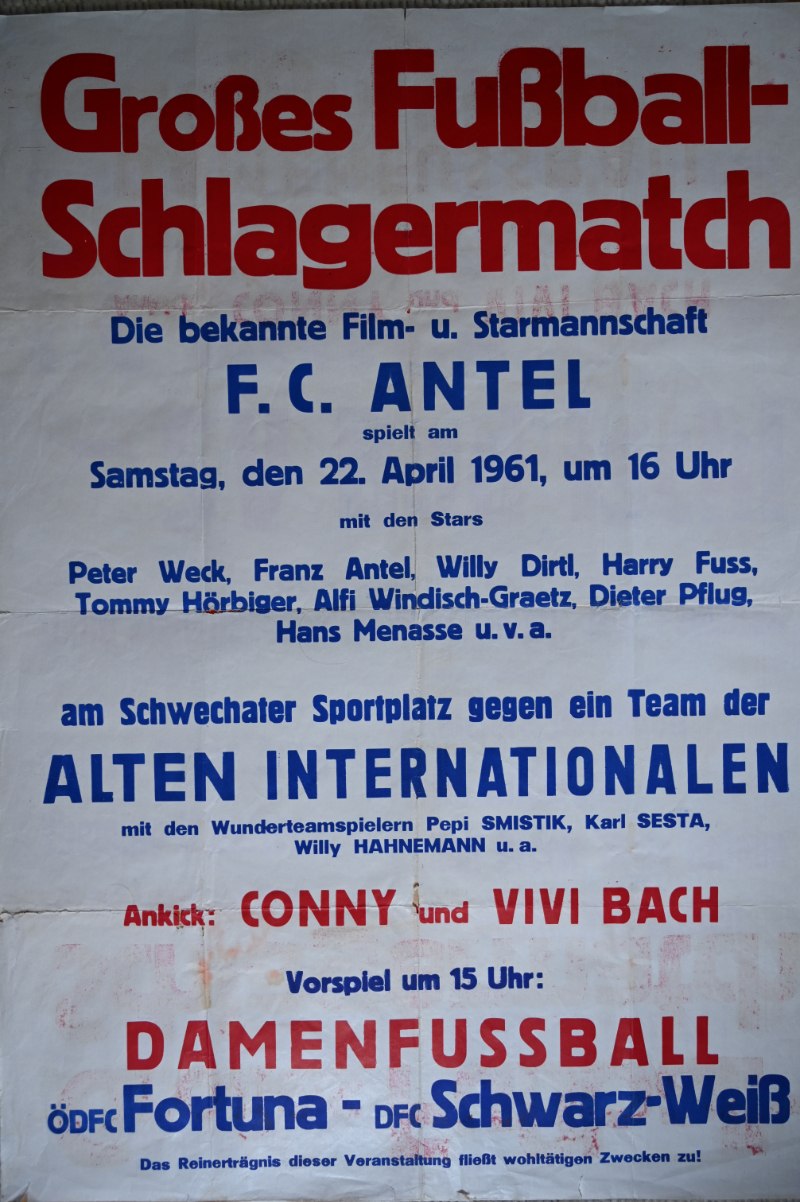 Großes Fußball-
Schlagermatch
Die bekannte Film- u. Starmannschaft
F. C. ANTEL
spielt am
Samstag, den 22. April 1961, um 16 Uhr
mit den Stars
Peter Weck, Franz Antel, Willy Dirtl, Harry Fuss,
Tommy Hörbiger, Alfi Windisch-Graetz, Dieter Pflug,
Hans Menasse u. v. a.
am Schwechater Sportplatz gegen ein Team der
ALTEN INTERNATIONALEN
mit den Wunderteamspielern Pepi SMISTIK, Karl SESTA,
Willy HAHNEMANN u. a.
Ankick: CONNY und VIVI BACH
Vorspiel um 15 Uhr:
DAMENFUSSBALL
ÖDFC Fortuna - DFC Schwarz-Weiß
Das Reinerträgnis dieser Veranstaltung fließt wohltätigen Zwecken zu!